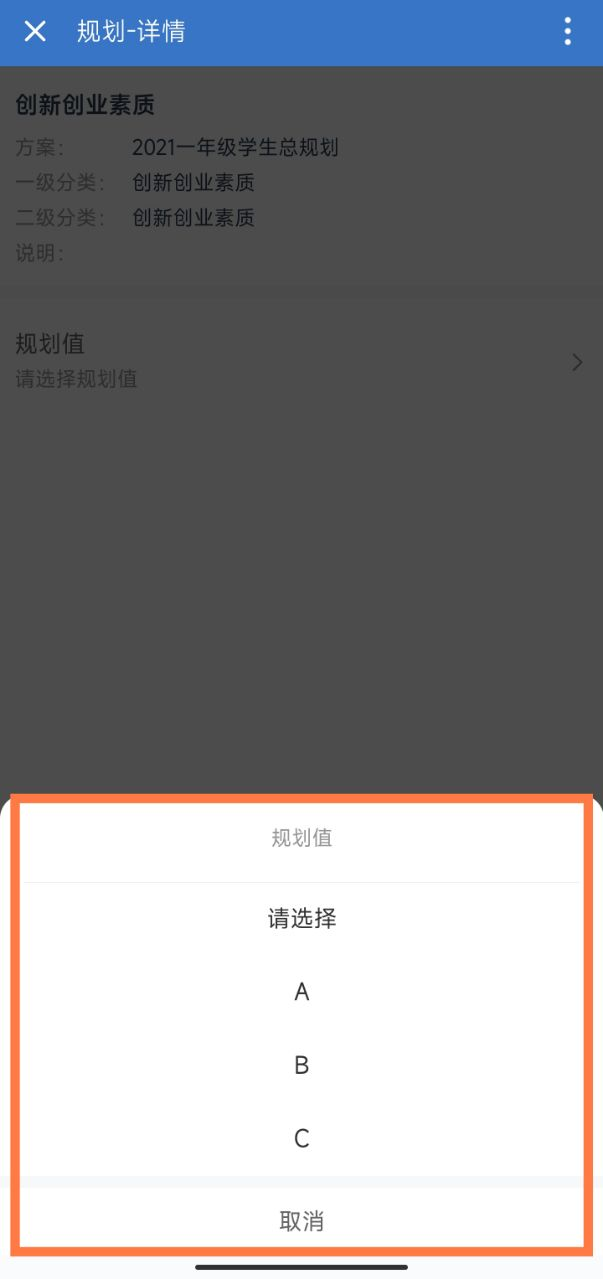 规划-详情
创新创业素质
方案： 2021一年级学生总规划
一级分类： 创新创业素质
二级分类： 创新创业素质
说明：
规划值
请选择规划值
规划值
请选择
A
B
C
取消